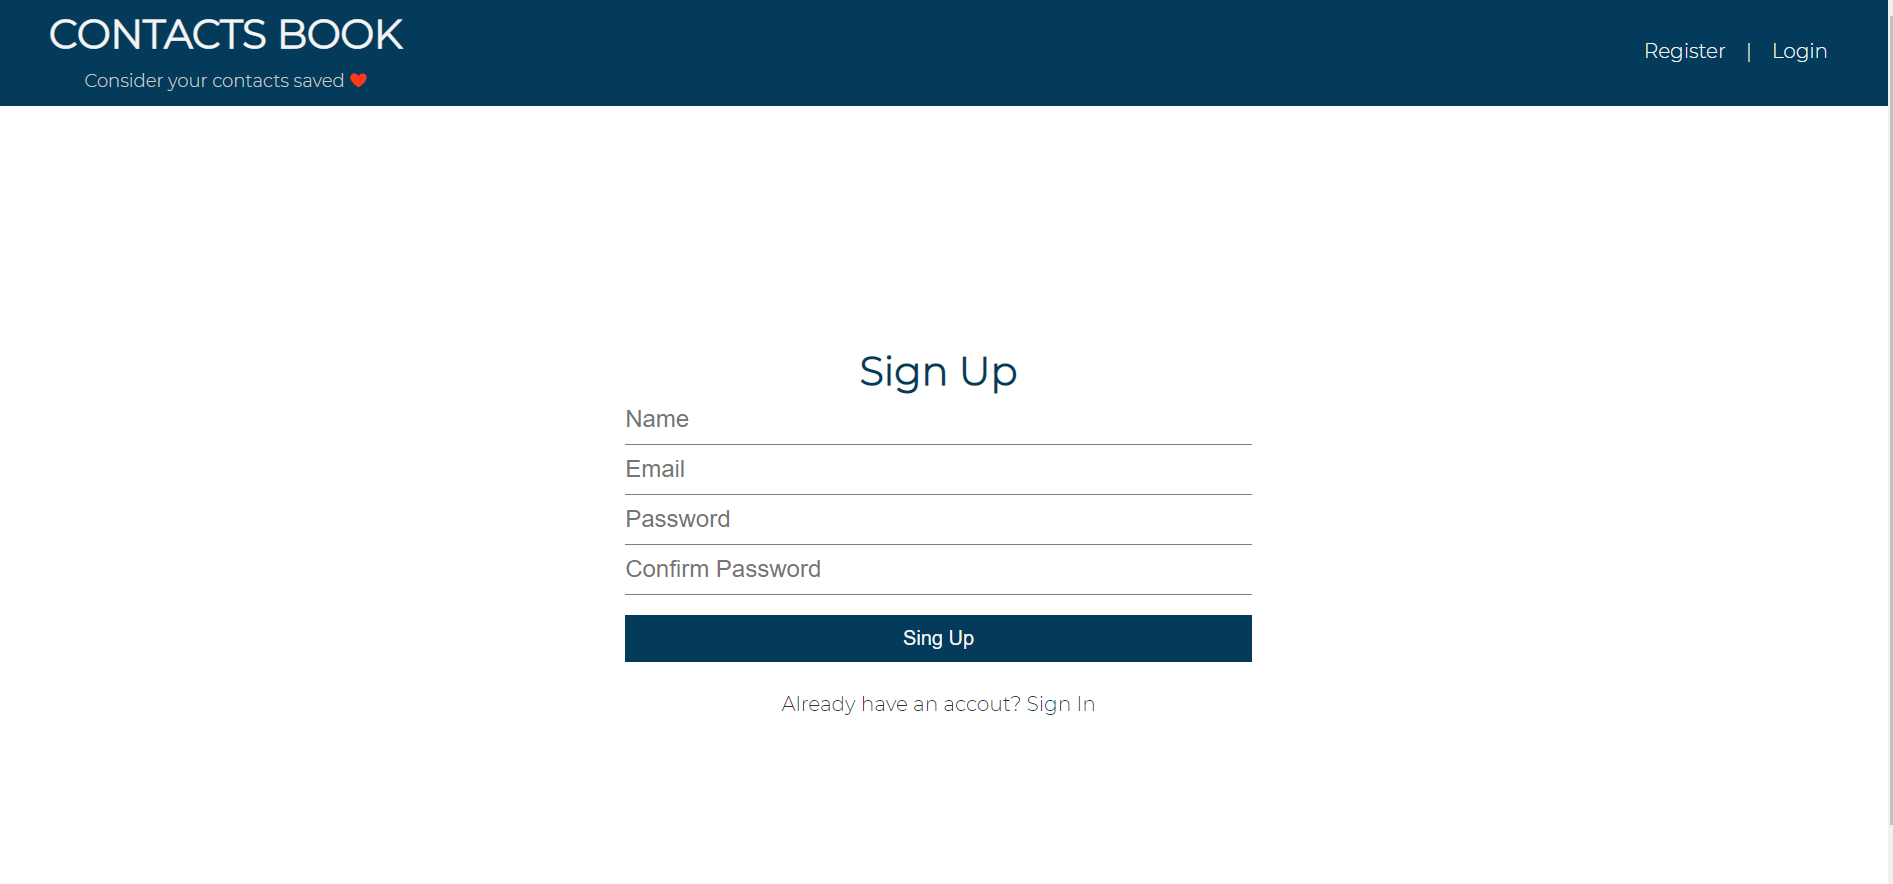 CONTACTS BOOK
Consider your contacts saved ❤
Register | Login
Sign Up
Name
Email
Password
Confirm Password
Sing Up
Already have an accout? Sign In